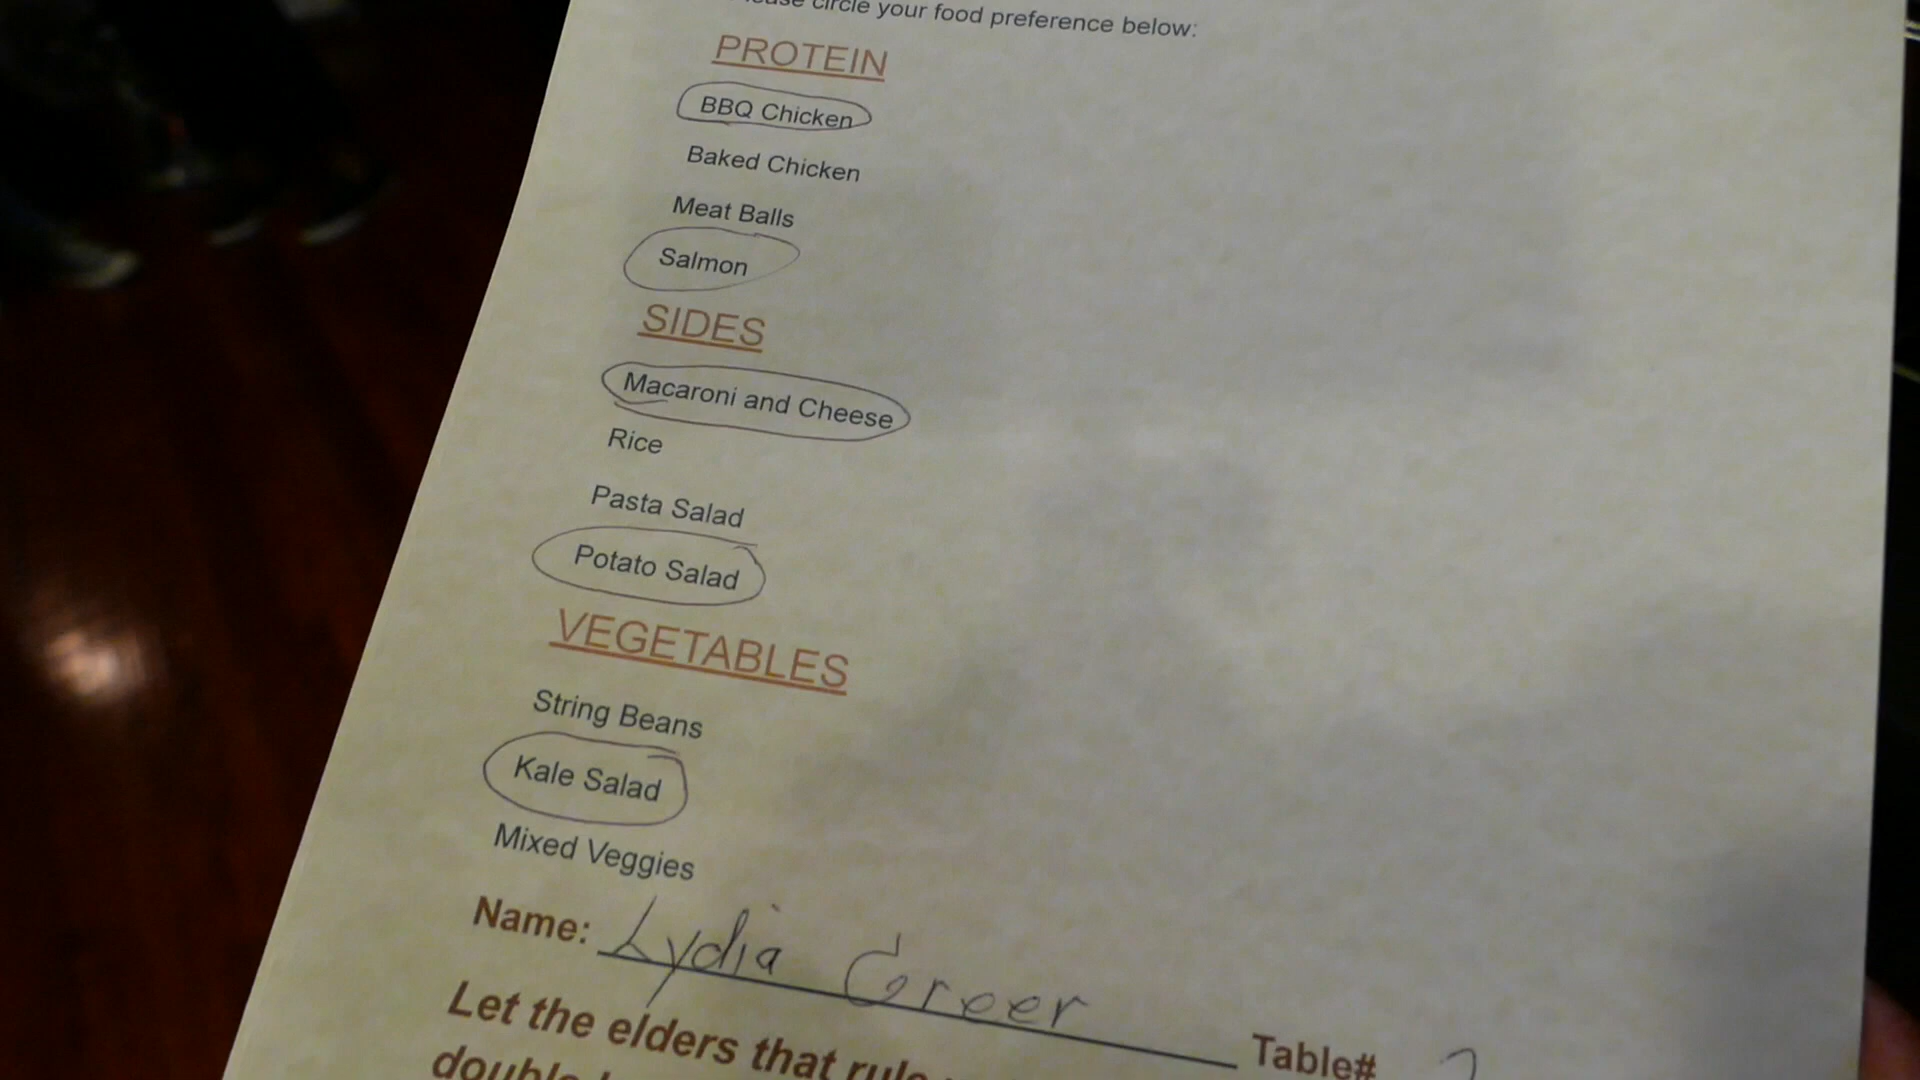 circle your food preference below:
PROTEIN
BBQ Chicken
Baked Chicken
Meat Balls
Salmon
SIDES
Macaroni and Cheese
Rice
Pasta Salad
Potato Salad
VEGETABLES
String Beans
Kale Salad
Mixed Veggies
Name: Lydia Greer Table#
Let the elders that rule
double